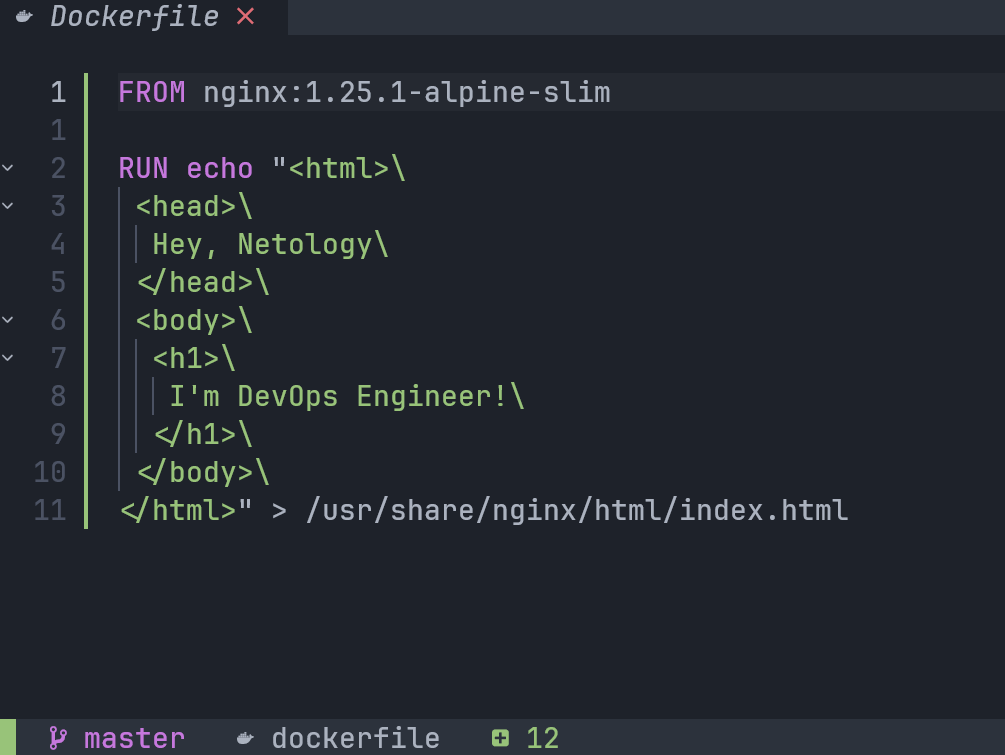 Dockerfile
1 FROM nginx:1.25.1-alpine-slim
1
2 RUN echo "<html>\
3 <head>\
4 Hey, Netology\
5 </head>\
6 <body>\
7 <h1>\
8 I'm DevOps Engineer!\
9 </h1>\
10 </body>\
11 </html>" > /usr/share/nginx/html/index.html
master dockerfile 12